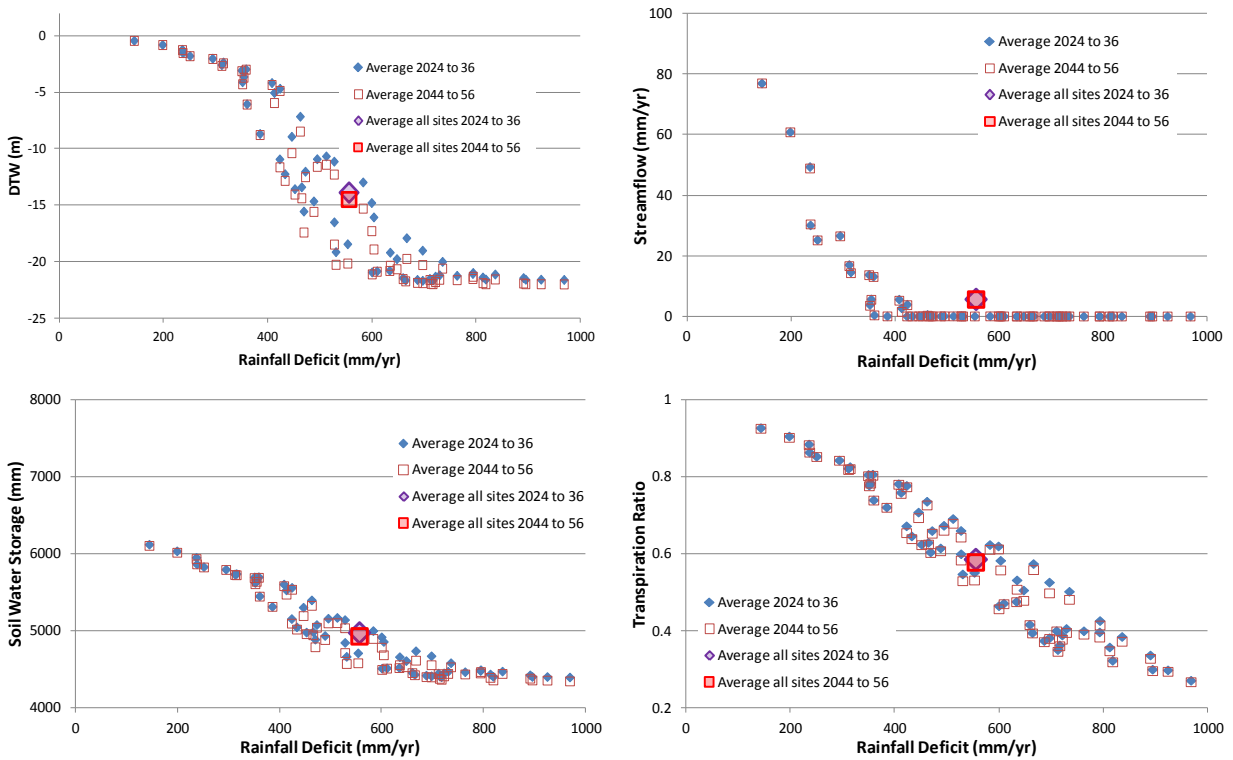 0
-5
-10
-15
-20
-25
DTW (m)
0
200
400
600
800
1000
Rainfall Deficit (mm/yr)
Average 2024 to 36
Average 2044 to 56
Average all sites 2024 to 36
Average all sites 2044 to 56
100
80
60
40
20
0
Streamflow (mm/yr)
0
200
400
600
800
1000
Rainfall Deficit (mm/yr)
Average 2024 to 36
Average 2044 to 56
Average all sites 2024 to 36
Average all sites 2044 to 56
8000
7000
6000
5000
4000
Soil Water Storage (mm)
0
200
400
600
800
1000
Rainfall Deficit (mm/yr)
Average 2024 to 36
Average 2044 to 56
Average all sites 2024 to 36
Average all sites 2044 to 56
1
0.8
0.6
0.4
0.2
Transpiration Ratio
0
200
400
600
800
1000
Rainfall Deficit (mm/yr)
Average 2024 to 36
Average 2044 to 56
Average all sites 2024 to 36
Average all sites 2044 to 56